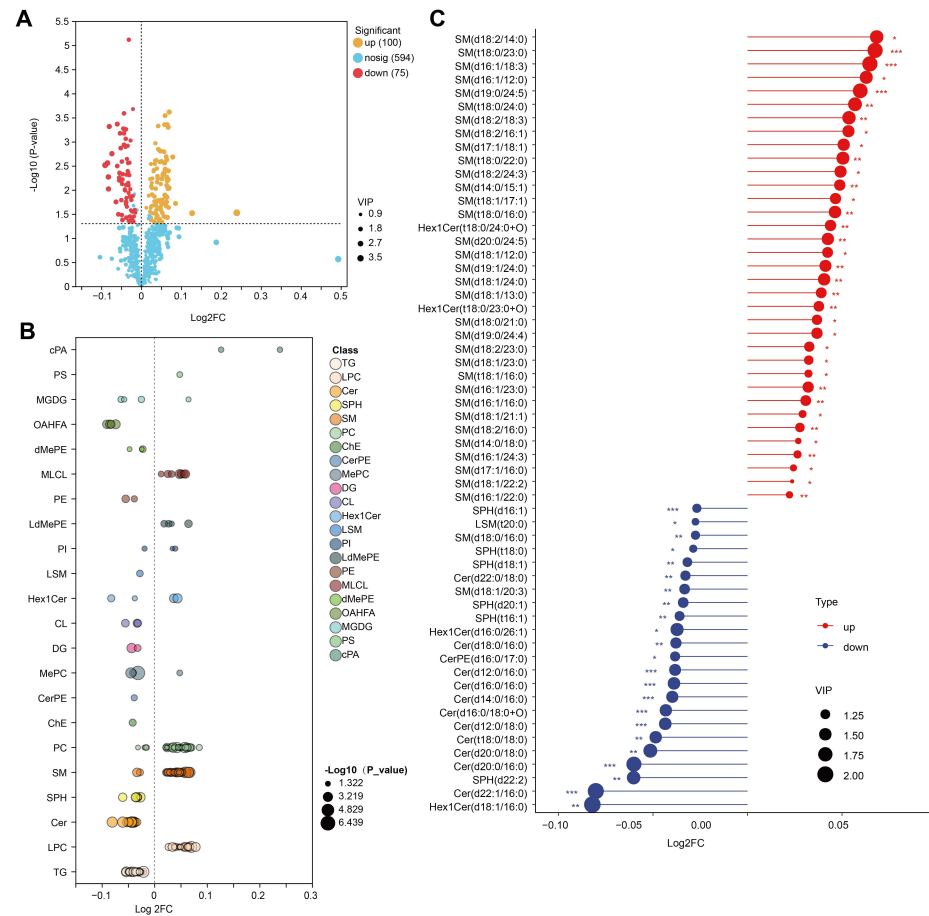 A
5.5
5
4.5
4
3.5
3
2.5
2
1.5
1
0.5
0
-Log10 (P-value)
−0.1
0
0.1
0.2
0.3
0.4
0.5
Log2FC
Significant
up (100)
nosig (594)
down (75)
VIP
0.9
1.8
2.7
3.5
B
cPA
PS
MGDG
OAHFA
dMePE
MLCL
PE
LdMePE
PI
LSM
Hex1Cer
CL
DG
MePC
CerPE
ChE
PC
SM
SPH
Cer
LPC
TG
−0.1
0
0.1
0.2
0.3
Log 2FC
Class
TG
LPC
Cer
SPH
SM
PC
ChE
CerPE
MePC
DG
CL
Hex1Cer
LSM
PI
LdMePE
PE
MLCL
dMePE
OAHFA
MGDG
PS
cPA
-Log10 (P_value)
1.322
3.219
4.829
6.439
C
SM(d18:2/14:0) *
SM(t18:0/23:0) ***
SM(d16:1/18:3) ***
SM(d16:1/12:0) *
SM(d19:0/24:5) ***
SM(t18:0/24:0) **
SM(d18:2/18:3) **
SM(d18:2/16:1) *
SM(d17:1/18:1) *
SM(t18:0/22:0) **
SM(d18:2/24:3) *
SM(d14:0/15:1) **
SM(t18:1/17:1) *
SM(t18:0/16:0) **
Hex1Cer(t18:0/24:0+O) **
SM(d20:0/24:5) **
SM(d18:1/12:0) *
SM(d19:1/24:0) **
SM(d18:1/24:0) **
SM(d18:1/13:0) **
Hex1Cer(t18:0/23:0+O) **
SM(d18:0/21:0) *
SM(d19:0/24:4) *
SM(d18:2/23:0) *
SM(d18:1/23:0) *
SM(t18:1/16:0) *
SM(d16:1/23:0) **
SM(d16:1/16:0) **
SM(d18:1/21:1) *
SM(d18:2/16:0) **
SM(d14:0/18:0) *
SM(d16:1/24:3) **
SM(d17:1/16:0) *
SM(d18:1/22:2) *
SM(d16:1/22:0) **
SPH(d16:1) ***
LSM(t20:0) *
SM(d18:0/16:0) **
SPH(t18:0) *
SPH(d18:1) **
Cer(d22:0/18:0) **
SM(d18:1/20:3) **
SPH(d20:1) **
SPH(t16:1) **
Hex1Cer(d16:0/26:1) *
Cer(d18:0/16:0) **
CerPE(d16:0/17:0) *
Cer(d12:0/16:0) ***
Cer(d16:0/16:0) ***
Cer(d14:0/16:0) ***
Cer(d16:0/18:0+O) ***
Cer(d12:0/18:0) ***
Cer(t18:0/18:0) **
Cer(d20:0/18:0) **
Cer(d20:0/16:0) ***
SPH(d22:2) **
Cer(d22:1/16:0) ***
Hex1Cer(d18:1/16:0) **
−0.10
−0.05
0.00
0.05
Log2FC
Type
up
down
VIP
1.25
1.50
1.75
2.00